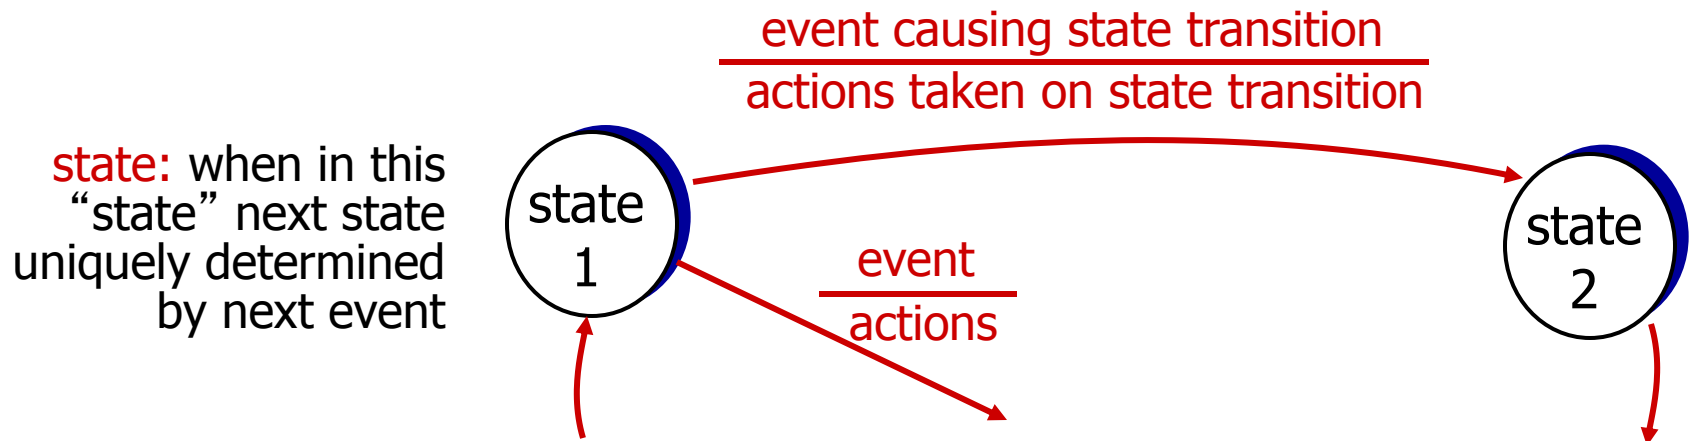 event causing state transition
actions taken on state transition
state: when in this
“state” next state
uniquely determined
by next event
state
1
event
actions
state
2